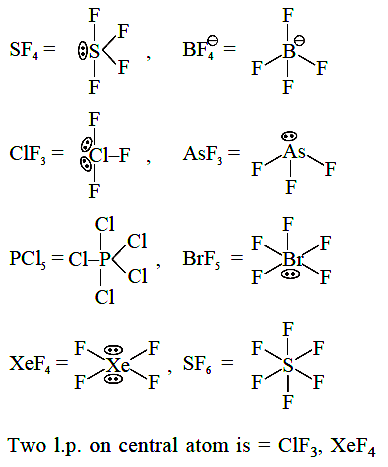 F
F
SF₄ = S , BF₄⊖ = B⊖
F
F F F
F
F
ClF₃ = Cl–F , AsF₃ = As
F F
F F
Cl F
Cl F F
PCl₅ = Cl–P , BrF₅ = Br
Cl F F
Cl
F
F F F F
XeF₄ = Xe , SF₆ = S
F F F F
F
Two l.p. on central atom is = ClF₃, XeF₄